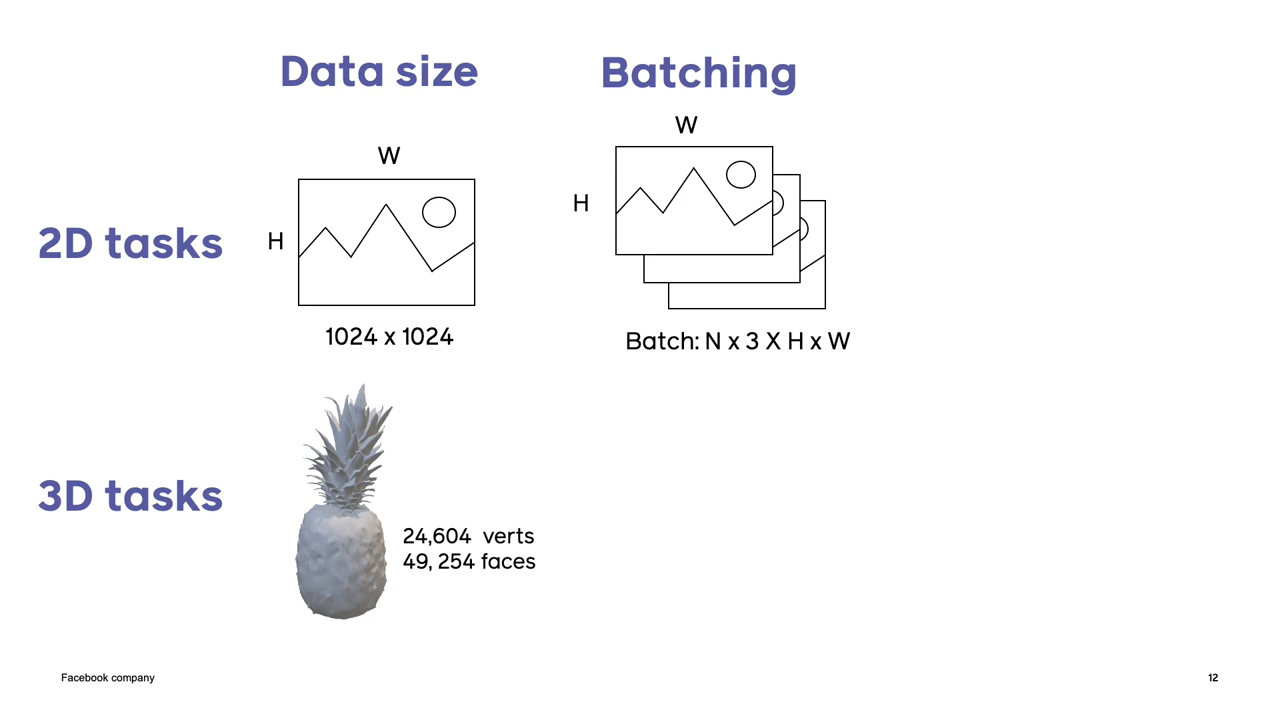 Data size
Batching
W
W
H
H
2D tasks
1024 x 1024
Batch: N x 3 X H x W
3D tasks
24,604 verts
49, 254 faces
Facebook company
12